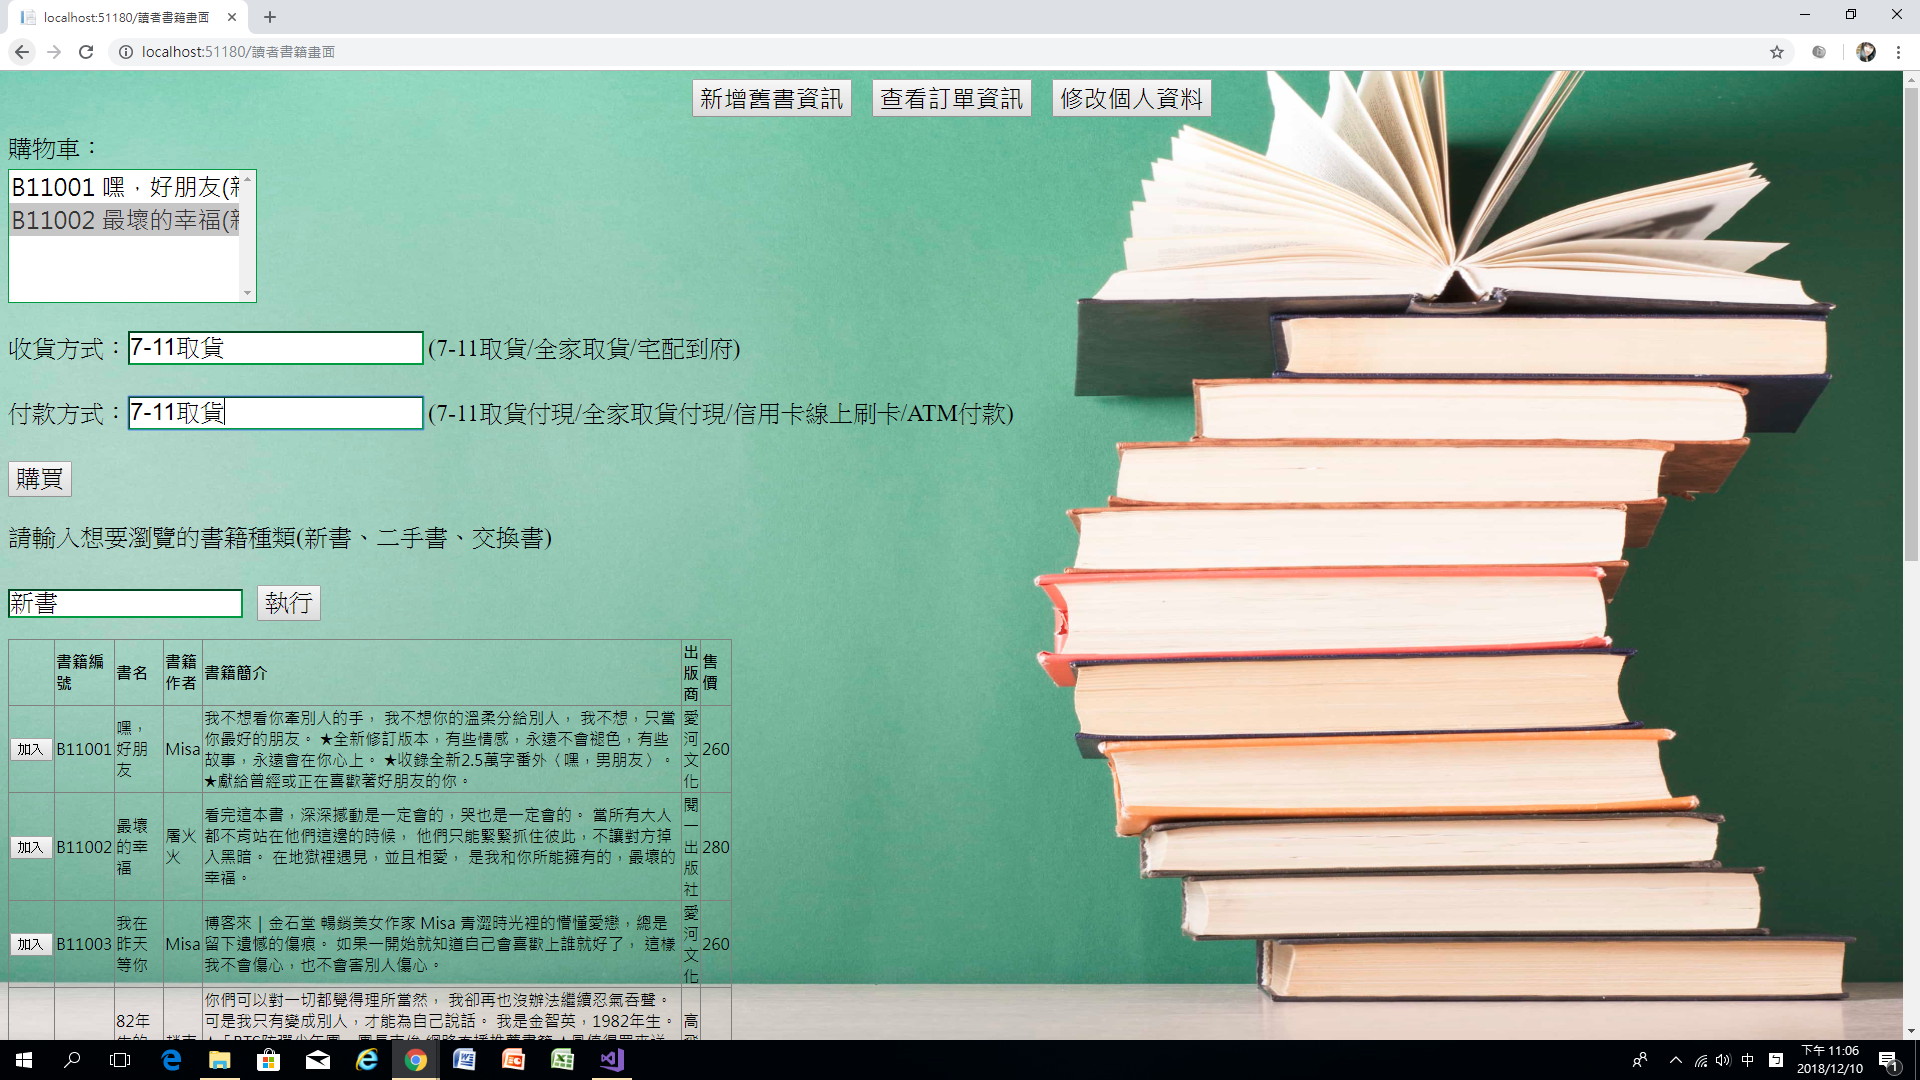 localhost:51180/讀者書籍畫面
localhost:51180/讀者書籍畫面
新增舊書資訊 查看訂單資訊 修改個人資料
購物車：
B11001 嘿，好朋友(
B11002 最壞的幸福(
收貨方式：7-11取貨 (7-11取貨/全家取貨/宅配到府)
付款方式：7-11取貨 (7-11取貨付現/全家取貨付現/信用卡線上刷卡/ATM付款)
購買
請輸入想要瀏覽的書籍種類(新書、二手書、交換書)
新書 執行
書籍編號 書名 書籍作者 書籍簡介 出版商 售價
加入 B11001 嘿，好朋友 Misa 我不想看你牽別人的手， 我不想你的溫柔分給別人， 我不想，只當
你最好的朋友。 ★全新修訂版本，有些情感，永遠不會褪色，有些
故事，永遠會在你心上。 ★收錄全新2.5萬字番外〈嘿，男朋友〉。
★獻給曾經或正在喜歡著好朋友的你。 愛河文化 260
加入 B11002 最壞的幸福 層火火 看完這本書，深深撼動是一定會的，哭也是一定會的。 當所有大人
都不肯站在他們這邊的時候， 他們只能緊緊抓住彼此，不讓對方掉
入黑暗。 在地獄裡遇見，並且相愛， 是我和你所能擁有的，最壞的
幸福。 閱一出版社 280
加入 B11003 我在昨天等你 Misa 博客來 | 金石堂 暢銷美女作家 Misa 青澀時光裡的懵懂愛戀，總是
留下遺憾的傷痕。 如果一開始就知道自己會喜歡上誰就好了， 這樣
我不會傷心，也不會害別人傷心。 愛河文化 260
82年 你們可以對一切都覺得理所當然， 我卻再也沒辦法繼續忍氣吞聲。
可是我只有變成別人，才能為自己說話。 我是金智英，1982年生。
高
中
下午 11:06
2018/12/10
1